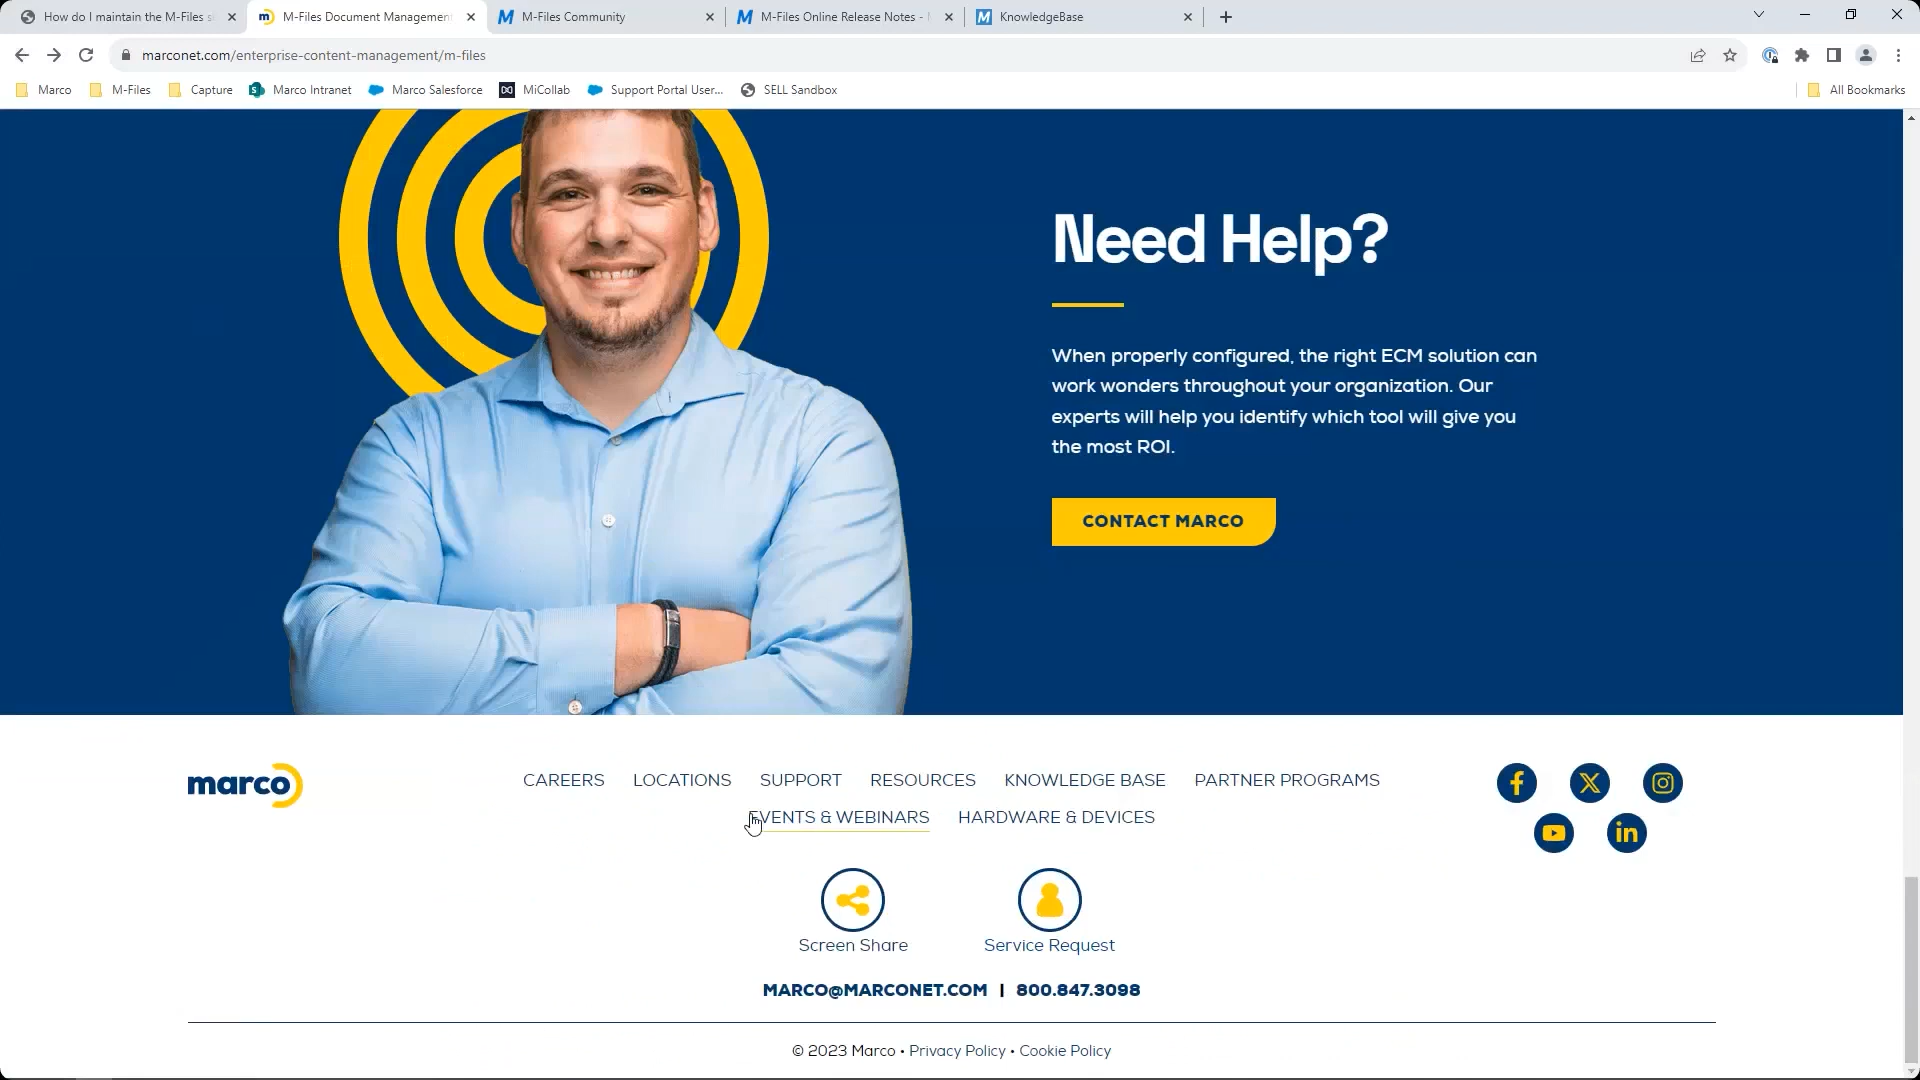 How do I maintain the M-Files s
M-Files Document Management
M-Files Community
M-Files Online Release Notes -
KnowledgeBase
marconet.com/enterprise-content-management/m-files
Marco
M-Files
Capture
Marco Intranet
Marco Salesforce
MiCollab
Support Portal User...
SELL Sandbox
All Bookmarks
Need Help?
When properly configured, the right ECM solution can
work wonders throughout your organization. Our
experts will help you identify which tool will give you
the most ROI.
CONTACT MARCO
marco
CAREERS LOCATIONS SUPPORT RESOURCES KNOWLEDGE BASE PARTNER PROGRAMS
EVENTS & WEBINARS HARDWARE & DEVICES
Screen Share
Service Request
MARCO@MARCONET.COM | 800.847.3098
© 2023 Marco • Privacy Policy • Cookie Policy